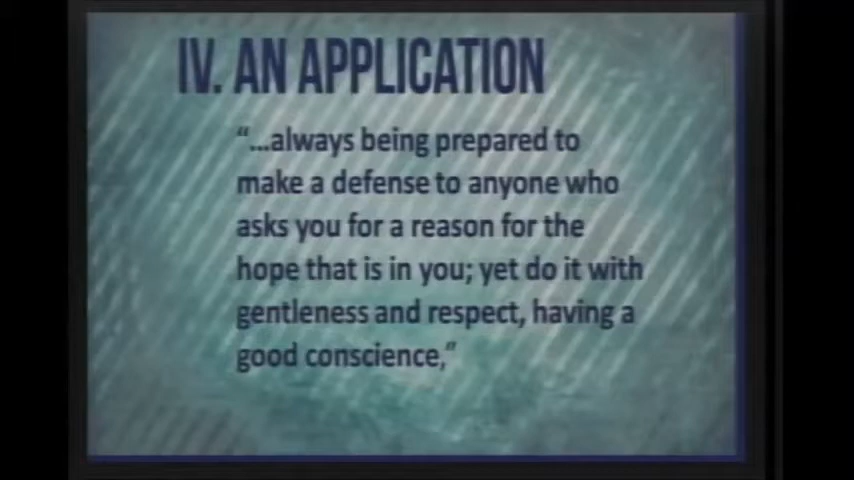 IV. AN APPLICATION
“...always being prepared to
make a defense to anyone who
asks you for a reason for the
hope that is in you; yet do it with
gentleness and respect, having a
good conscience,”